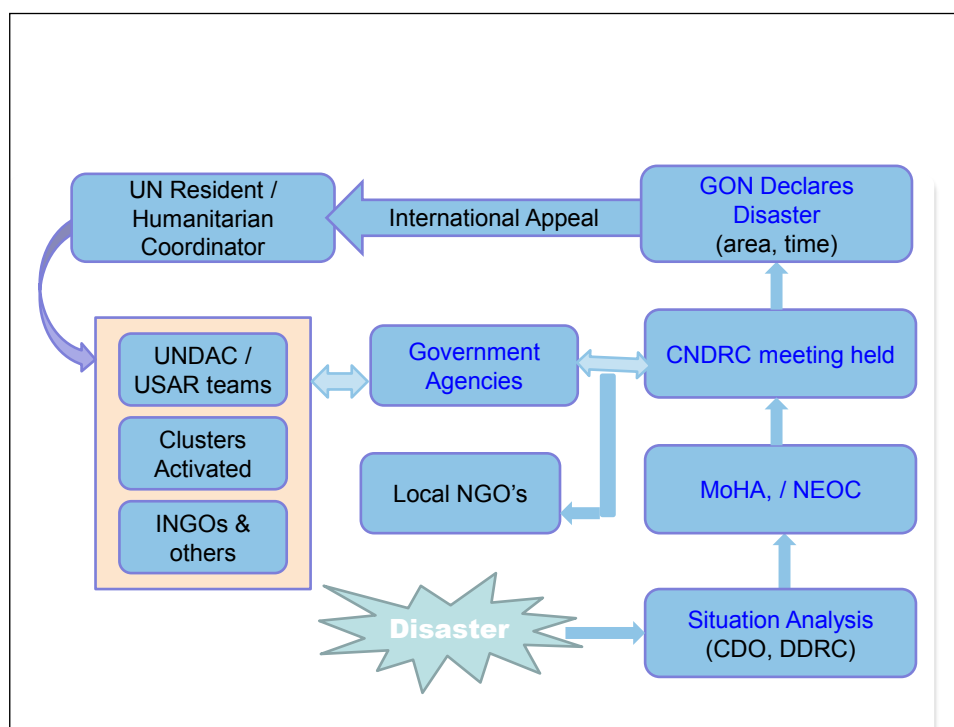 UN Resident /
Humanitarian
Coordinator
International Appeal
GON Declares
Disaster
(area, time)
UNDAC /
USAR teams
Clusters
Activated
INGOs &
others
Government
Agencies
CNDRC meeting held
Local NGO’s
MoHA, / NEOC
Disaster
Situation Analysis
(CDO, DDRC)